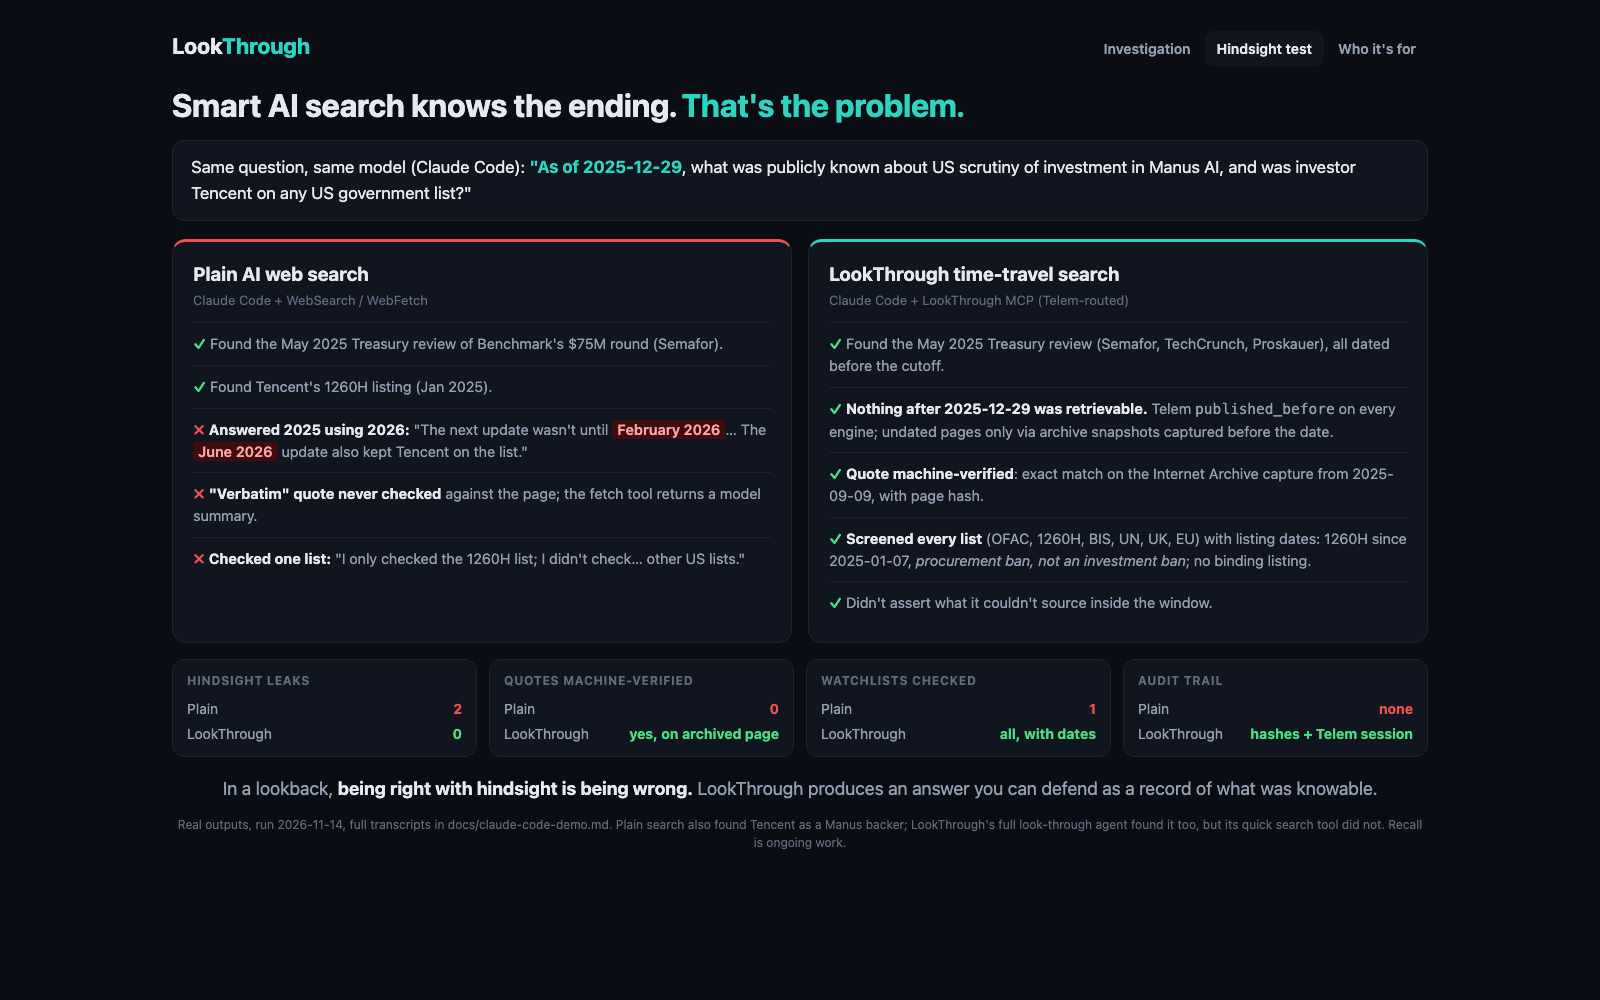 LookThrough
Investigation
Hindsight test
Who it's for
Smart AI search knows the ending. That's the problem.
Same question, same model (Claude Code): "As of 2025-12-29, what was publicly known about US scrutiny of investment in Manus AI, and was investor
Tencent on any US government list?"
Plain AI web search
Claude Code + WebSearch / WebFetch
✓ Found the May 2025 Treasury review of Benchmark's $75M round (Semafor).
✓ Found Tencent's 1260H listing (Jan 2025).
✕ Answered 2025 using 2026: "The next update wasn't until February 2026 ... The
June 2026 update also kept Tencent on the list."
✕ "Verbatim" quote never checked against the page; the fetch tool returns a model
summary.
✕ Checked one list: "I only checked the 1260H list; I didn't check... other US lists."
LookThrough time-travel search
Claude Code + LookThrough MCP (Telem-routed)
✓ Found the May 2025 Treasury review (Semafor, TechCrunch, Proskauer), all dated
before the cutoff.
✓ Nothing after 2025-12-29 was retrievable. Telem published_before on every
engine; undated pages only via archive snapshots captured before the date.
✓ Quote machine-verified: exact match on the Internet Archive capture from 2025-
09-09, with page hash.
✓ Screened every list (OFAC, 1260H, BIS, UN, UK, EU) with listing dates: 1260H since
2025-01-07, procurement ban, not an investment ban; no binding listing.
✓ Didn't assert what it couldn't source inside the window.
HINDSIGHT LEAKS
Plain 2
LookThrough 0
QUOTES MACHINE-VERIFIED
Plain 0
LookThrough yes, on archived page
WATCHLISTS CHECKED
Plain 1
LookThrough all, with dates
AUDIT TRAIL
Plain none
LookThrough hashes + Telem session
In a lookback, being right with hindsight is being wrong. LookThrough produces an answer you can defend as a record of what was knowable.
Real outputs, run 2026-11-14, full transcripts in docs/claude-code-demo.md. Plain search also found Tencent as a Manus backer; LookThrough's full look-through agent found it too, but its quick search tool did not. Recall
is ongoing work.